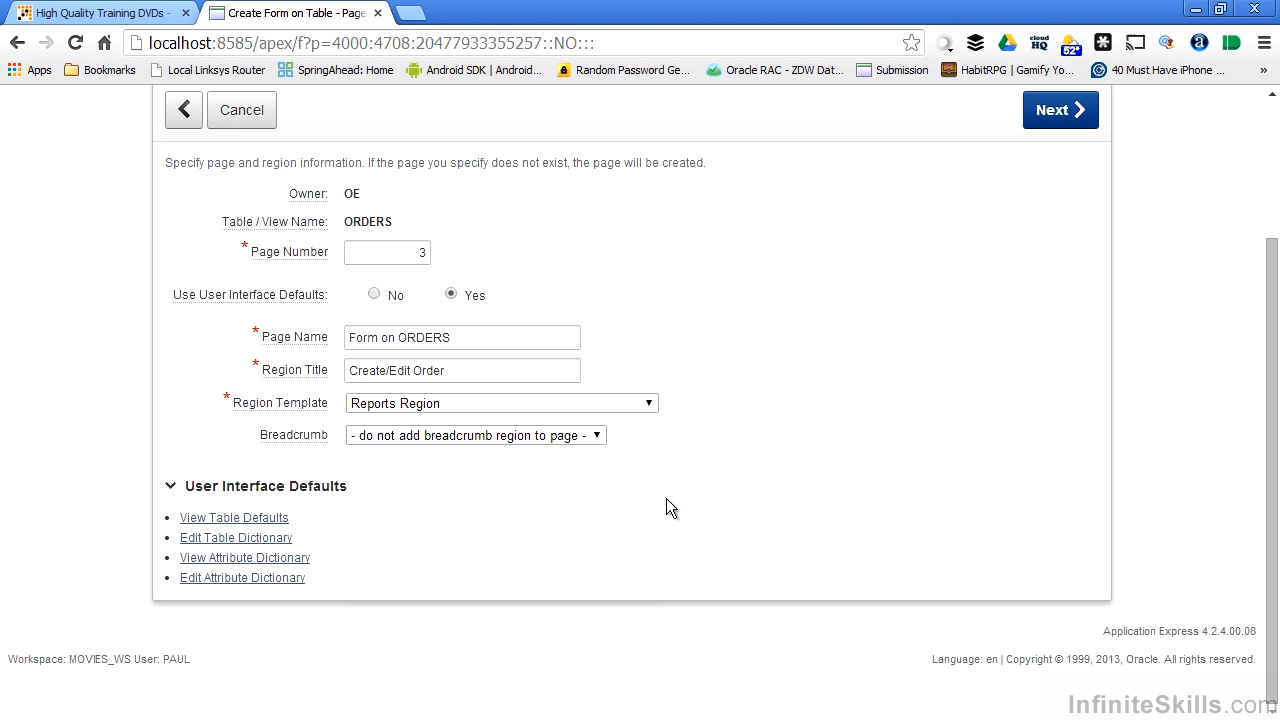 High Quality Training DVDs -
Create Form on Table - Page
localhost:8585/apex/f?p=4000:4708:20477933355257::NO:::
cloud HQ
52°
Apps
Bookmarks
Local Linksys Router
SpringAhead: Home
Android SDK | Android...
Random Password Ge...
Oracle RAC - ZDW Dat...
Submission
HabitRPG | Gamify Yo...
40 Must Have iPhone ...
»
Cancel
Next
Specify page and region information. If the page you specify does not exist, the page will be created.
Owner: OE
Table / View Name: ORDERS
* Page Number 3
Use User Interface Defaults: No Yes
* Page Name Form on ORDERS
* Region Title Create/Edit Order
* Region Template Reports Region
Breadcrumb - do not add breadcrumb region to page -
User Interface Defaults
• View Table Defaults
• Edit Table Dictionary
• View Attribute Dictionary
• Edit Attribute Dictionary
Application Express 4.2.4.00.08
Workspace: MOVIES_WS User: PAUL
Language: en | Copyright © 1999, 2013, Oracle. All rights reserved.
InfiniteSkills.com